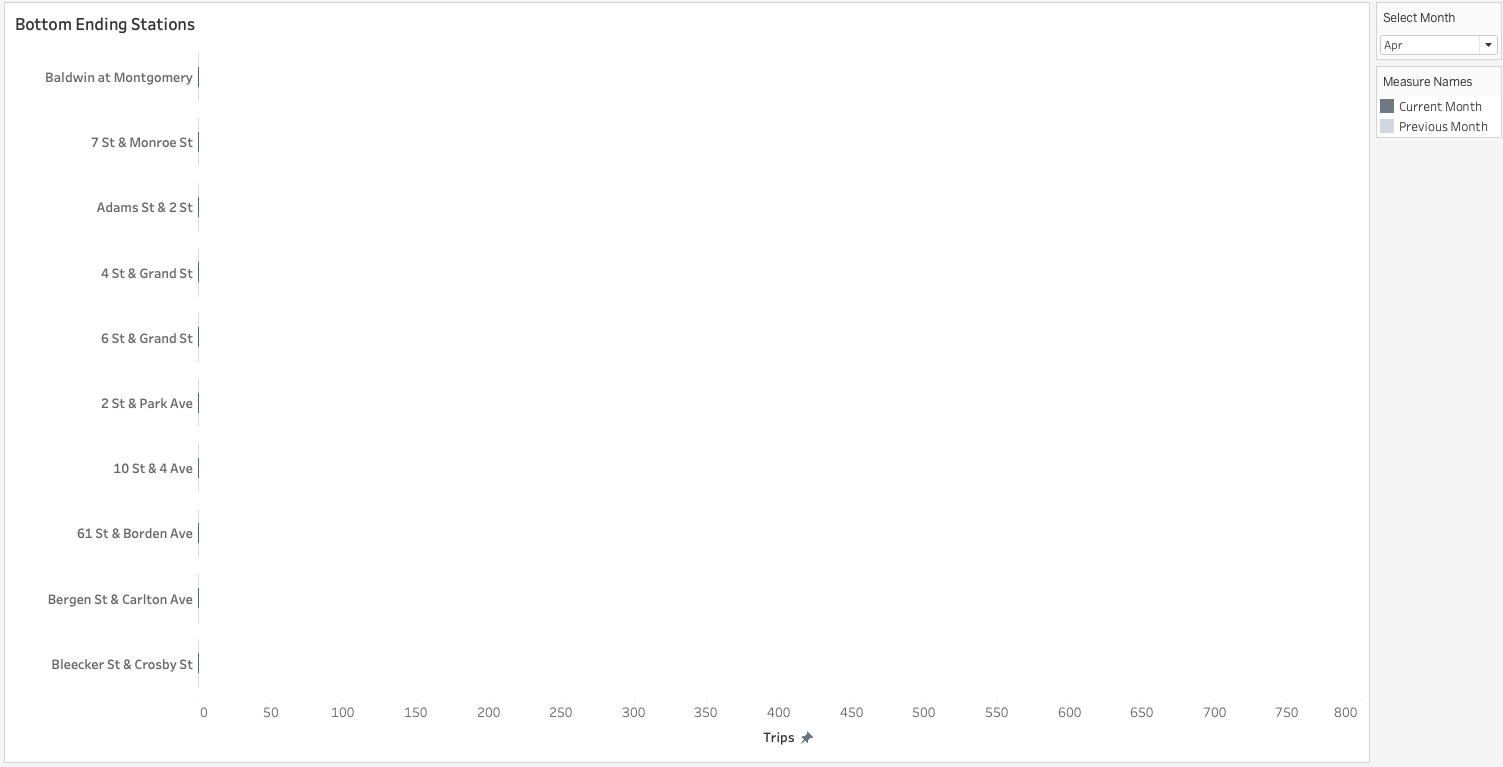 Bottom Ending Stations
Baldwin at Montgomery
7 St & Monroe St
Adams St & 2 St
4 St & Grand St
6 St & Grand St
2 St & Park Ave
10 St & 4 Ave
61 St & Borden Ave
Bergen St & Carlton Ave
Bleecker St & Crosby St
0 50 100 150 200 250 300 350 400 450 500 550 600 650 700 750 800
Trips
Select Month
Apr
Measure Names
Current Month
Previous Month